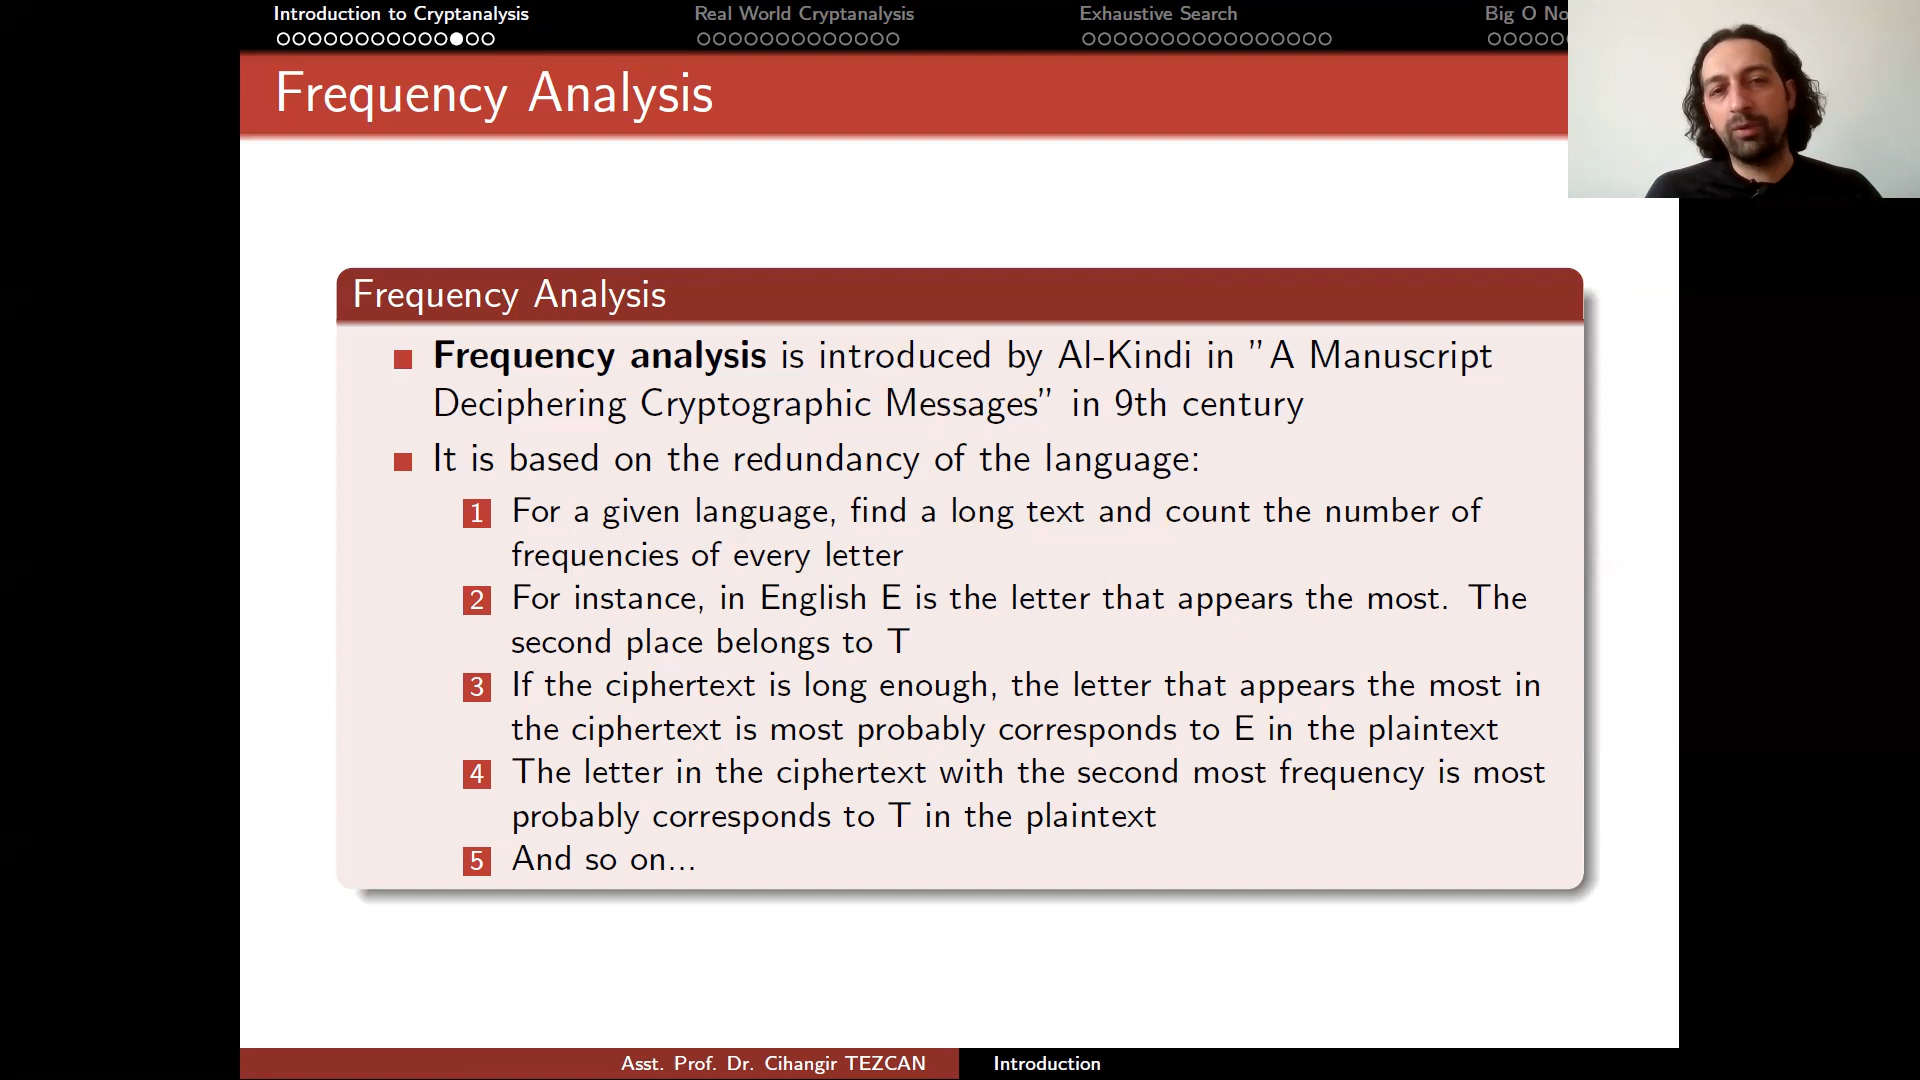 Introduction to Cryptanalysis
Real World Cryptanalysis
Exhaustive Search
Big O No
Frequency Analysis
Frequency Analysis
Frequency analysis is introduced by Al-Kindi in ”A Manuscript
Deciphering Cryptographic Messages” in 9th century
It is based on the redundancy of the language:
1 For a given language, find a long text and count the number of
frequencies of every letter
2 For instance, in English E is the letter that appears the most. The
second place belongs to T
3 If the ciphertext is long enough, the letter that appears the most in
the ciphertext is most probably corresponds to E in the plaintext
4 The letter in the ciphertext with the second most frequency is most
probably corresponds to T in the plaintext
5 And so on...
Asst. Prof. Dr. Cihangir TEZCAN
Introduction